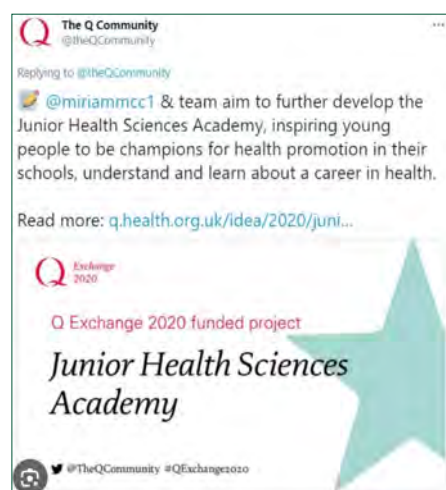 The Q Community
@theQCommunity
Replying to @theQCommunity
📝 @miriammcc1 & team aim to further develop the
Junior Health Sciences Academy, inspiring young
people to be champions for health promotion in their
schools, understand and learn about a career in health.
Read more: q.health.org.uk/idea/2020/juni...
Q Exchange
2020
Q Exchange 2020 funded project
Junior Health Sciences
Academy
@TheQCommunity #QExchange2020